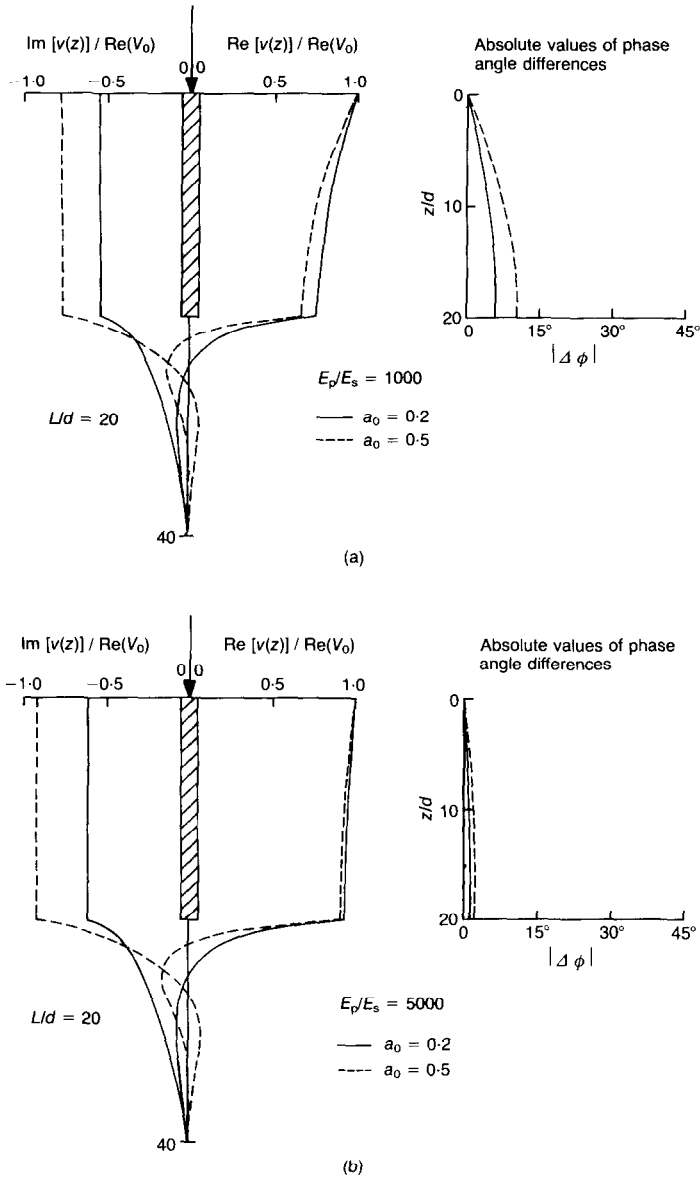 Im [v(z)] / Re(V₀)
Re [v(z)] / Re(V₀)
−1·0
−0·5
0·0
0·5
1·0
L/d = 20
Eₚ/Eₛ = 1000
a₀ = 0·2
a₀ = 0·5
40
Absolute values of phase
angle differences
0
z/d
10
20
0
15°
30°
45°
|Δ φ|
(a)
Im [v(z)] / Re(V₀)
Re [v(z)] / Re(V₀)
−1·0
−0·5
0·0
0·5
1·0
L/d = 20
Eₚ/Eₛ = 5000
a₀ = 0·2
a₀ = 0·5
40
Absolute values of phase
angle differences
0
z/d
10
20
0
15°
30°
45°
|Δ φ|
(b)